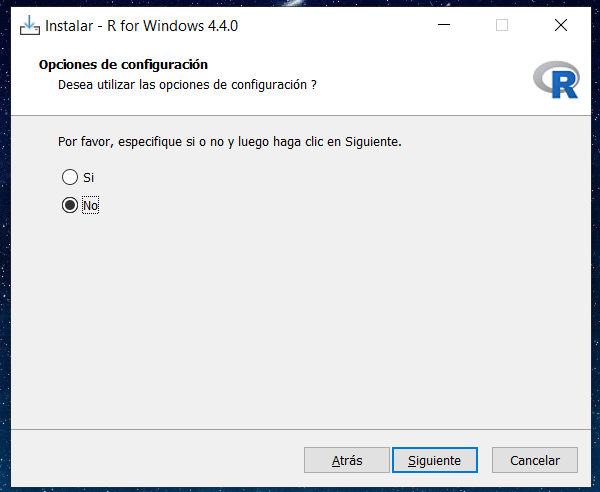 Instalar - R for Windows 4.4.0
Opciones de configuración
Desea utilizar las opciones de configuración ?
R
Por favor, especifique si o no y luego haga clic en Siguiente.
Si
No
Atrás Siguiente Cancelar